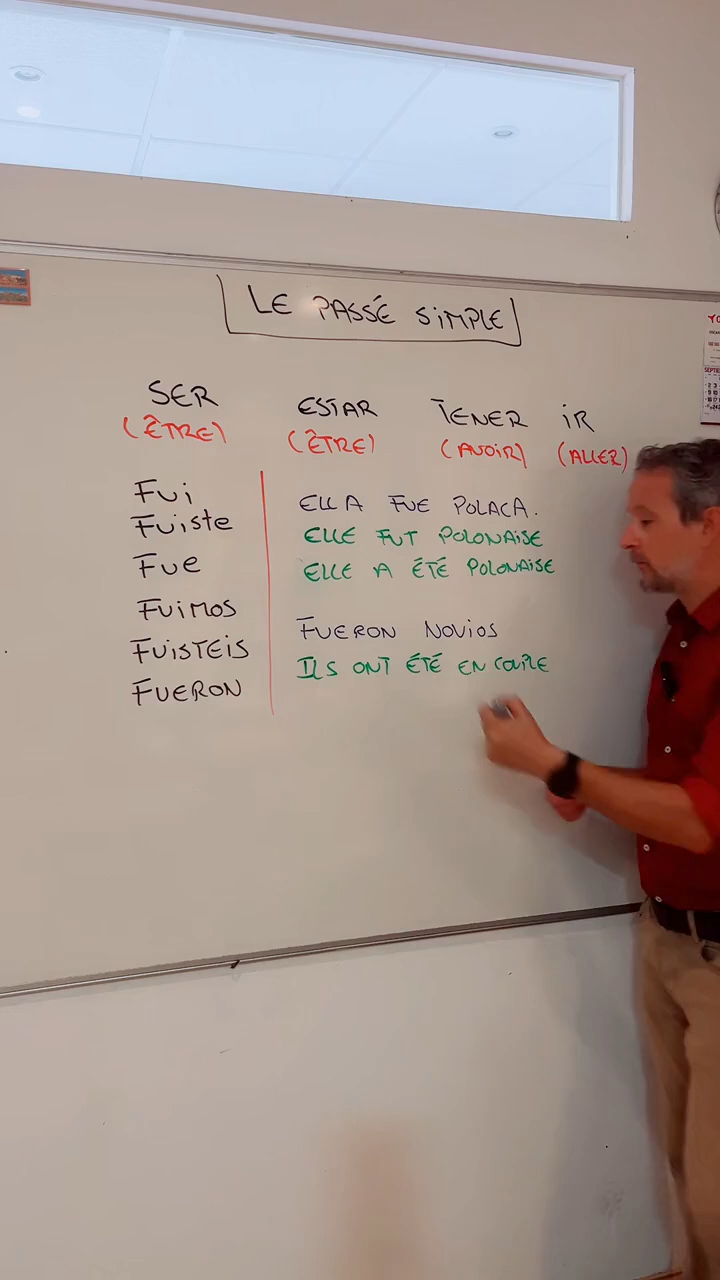 LE PASSÉ SIMPLE
SER ESTAR TENER iR
(ÊTRE) (ÊTRE) (AVOIR) (ALLER)
Fui
Fuiste
Fue
Fuimos
FUISTEIS
FUERON
ELLA FUE POLACA.
ELLE FUT POLONAISE
ELLE A ÉTÉ POLONAISE
FUERON NOVIOS
ILS ONT ÉTÉ EN COUPLE